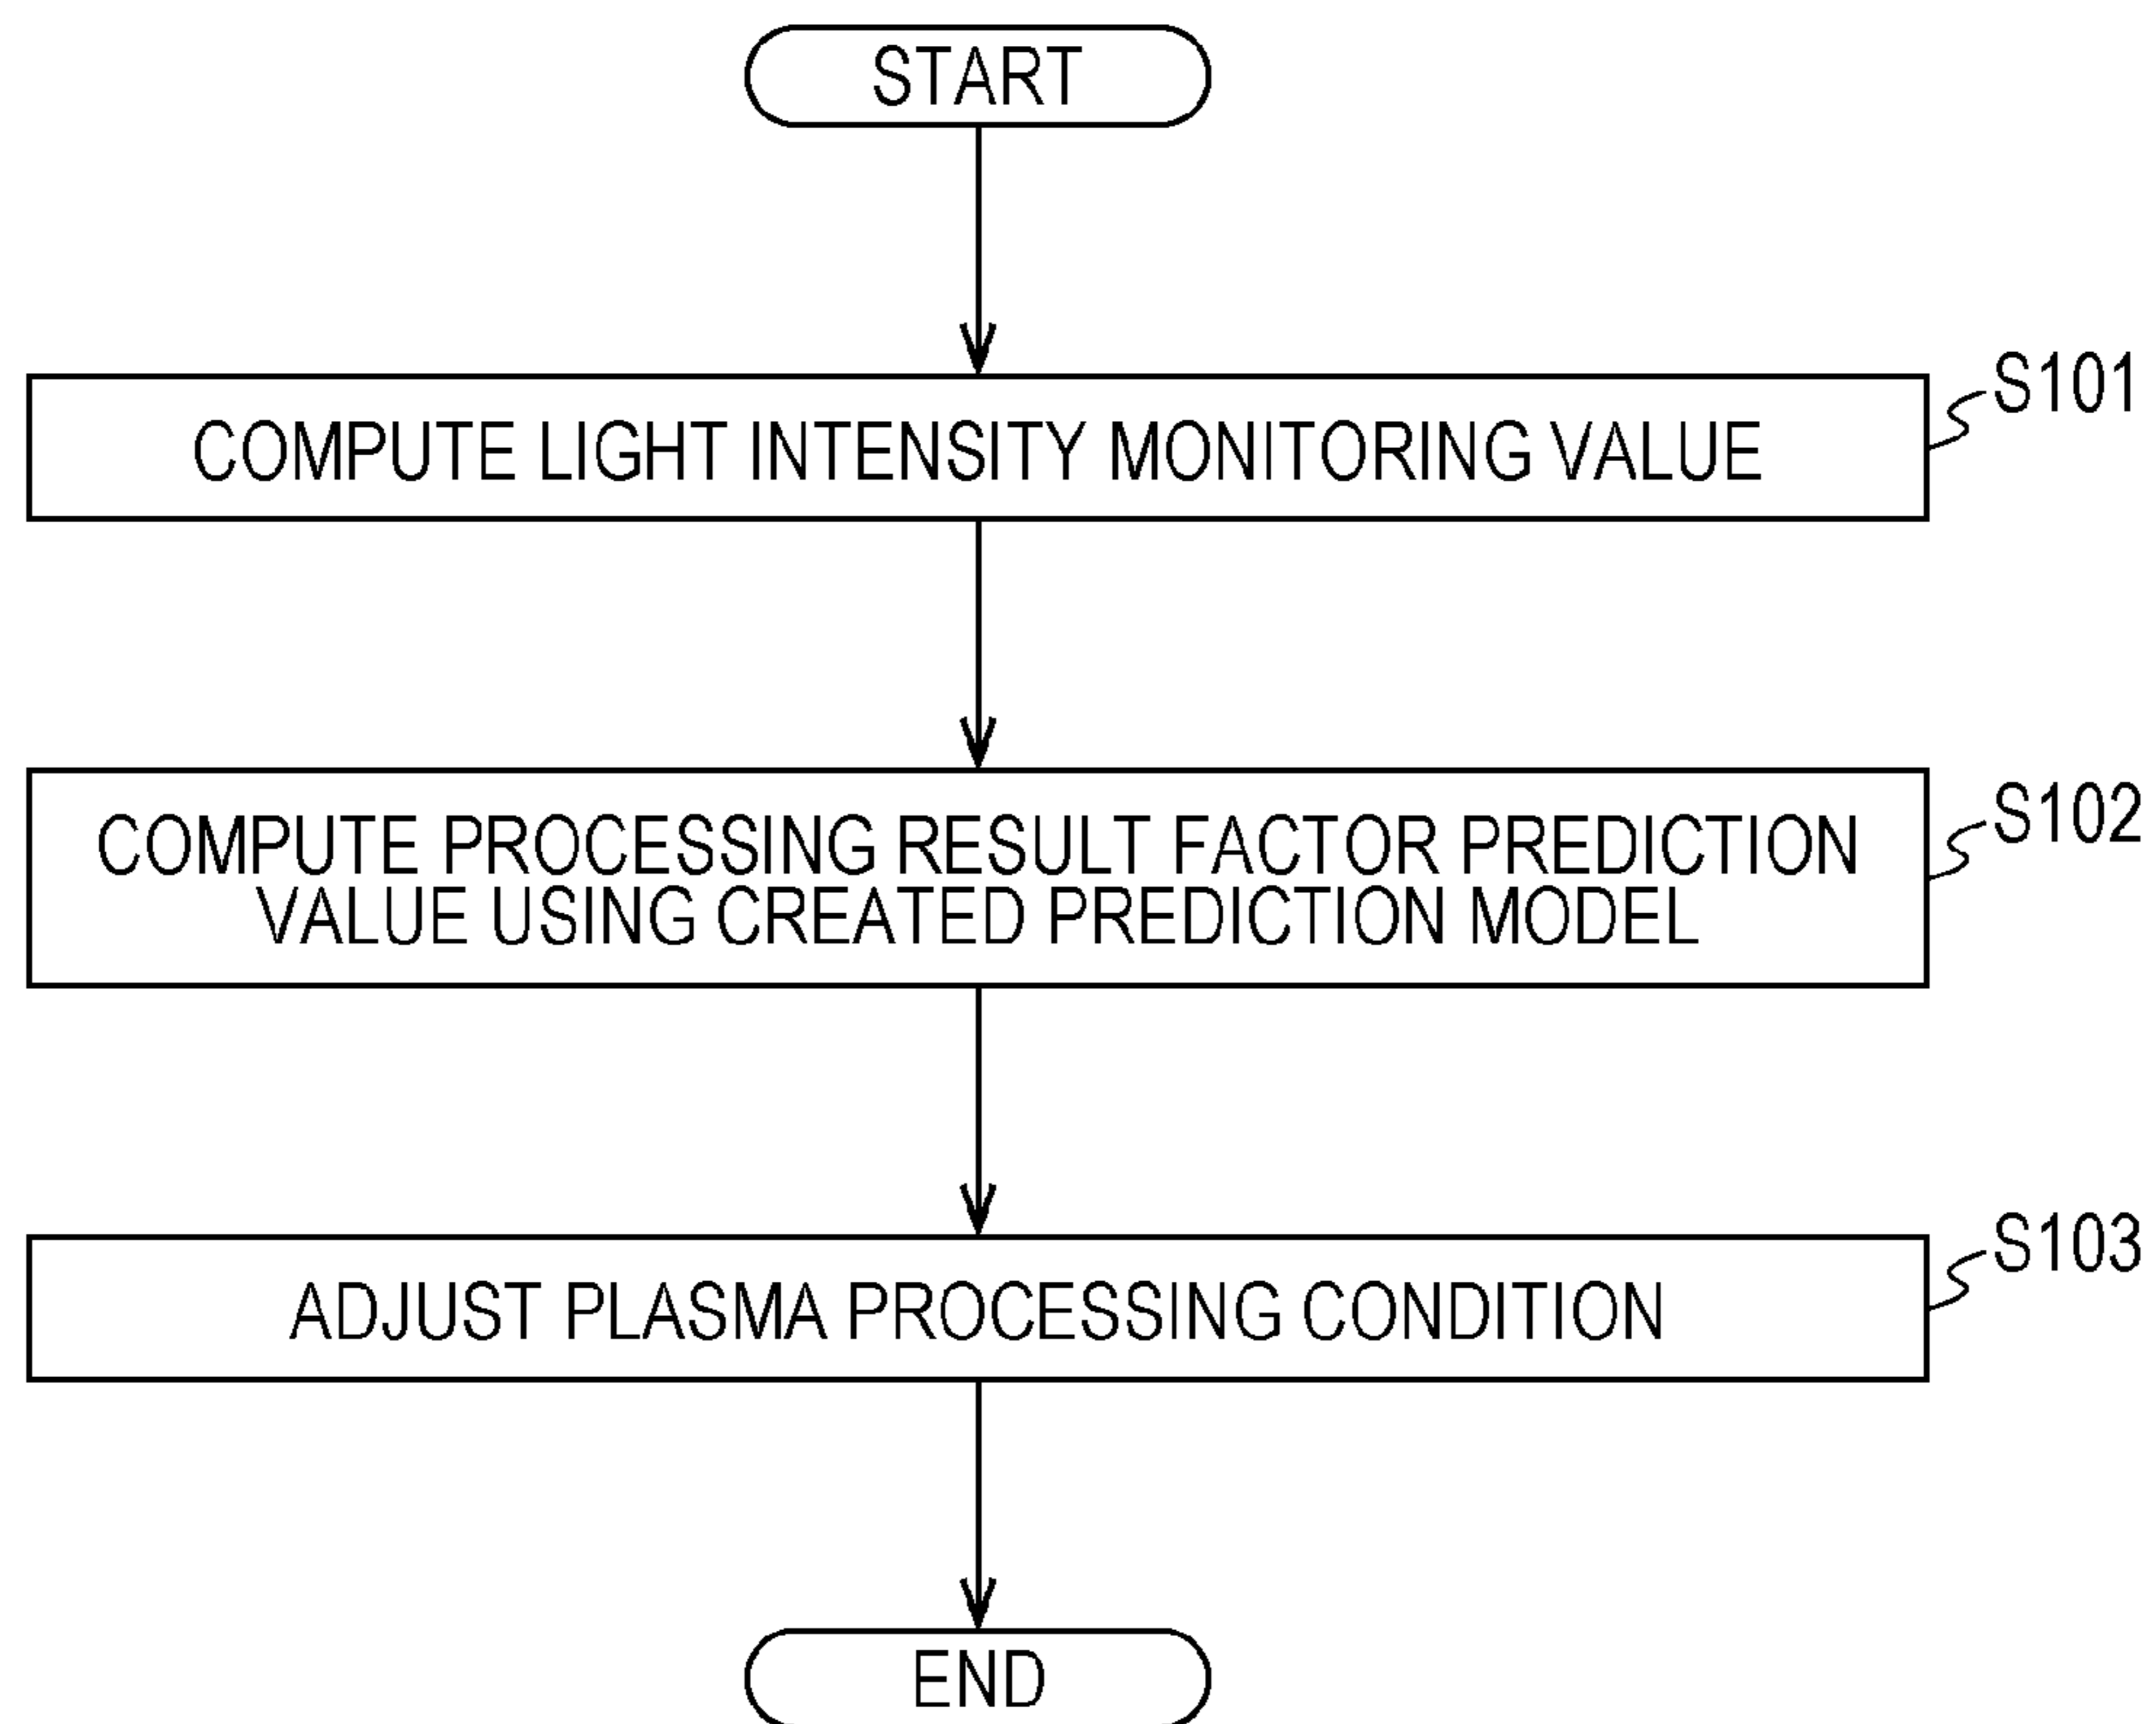 START
COMPUTE LIGHT INTENSITY MONITORING VALUE
S101
COMPUTE PROCESSING RESULT FACTOR PREDICTION
VALUE USING CREATED PREDICTION MODEL
S102
ADJUST PLASMA PROCESSING CONDITION
S103
END